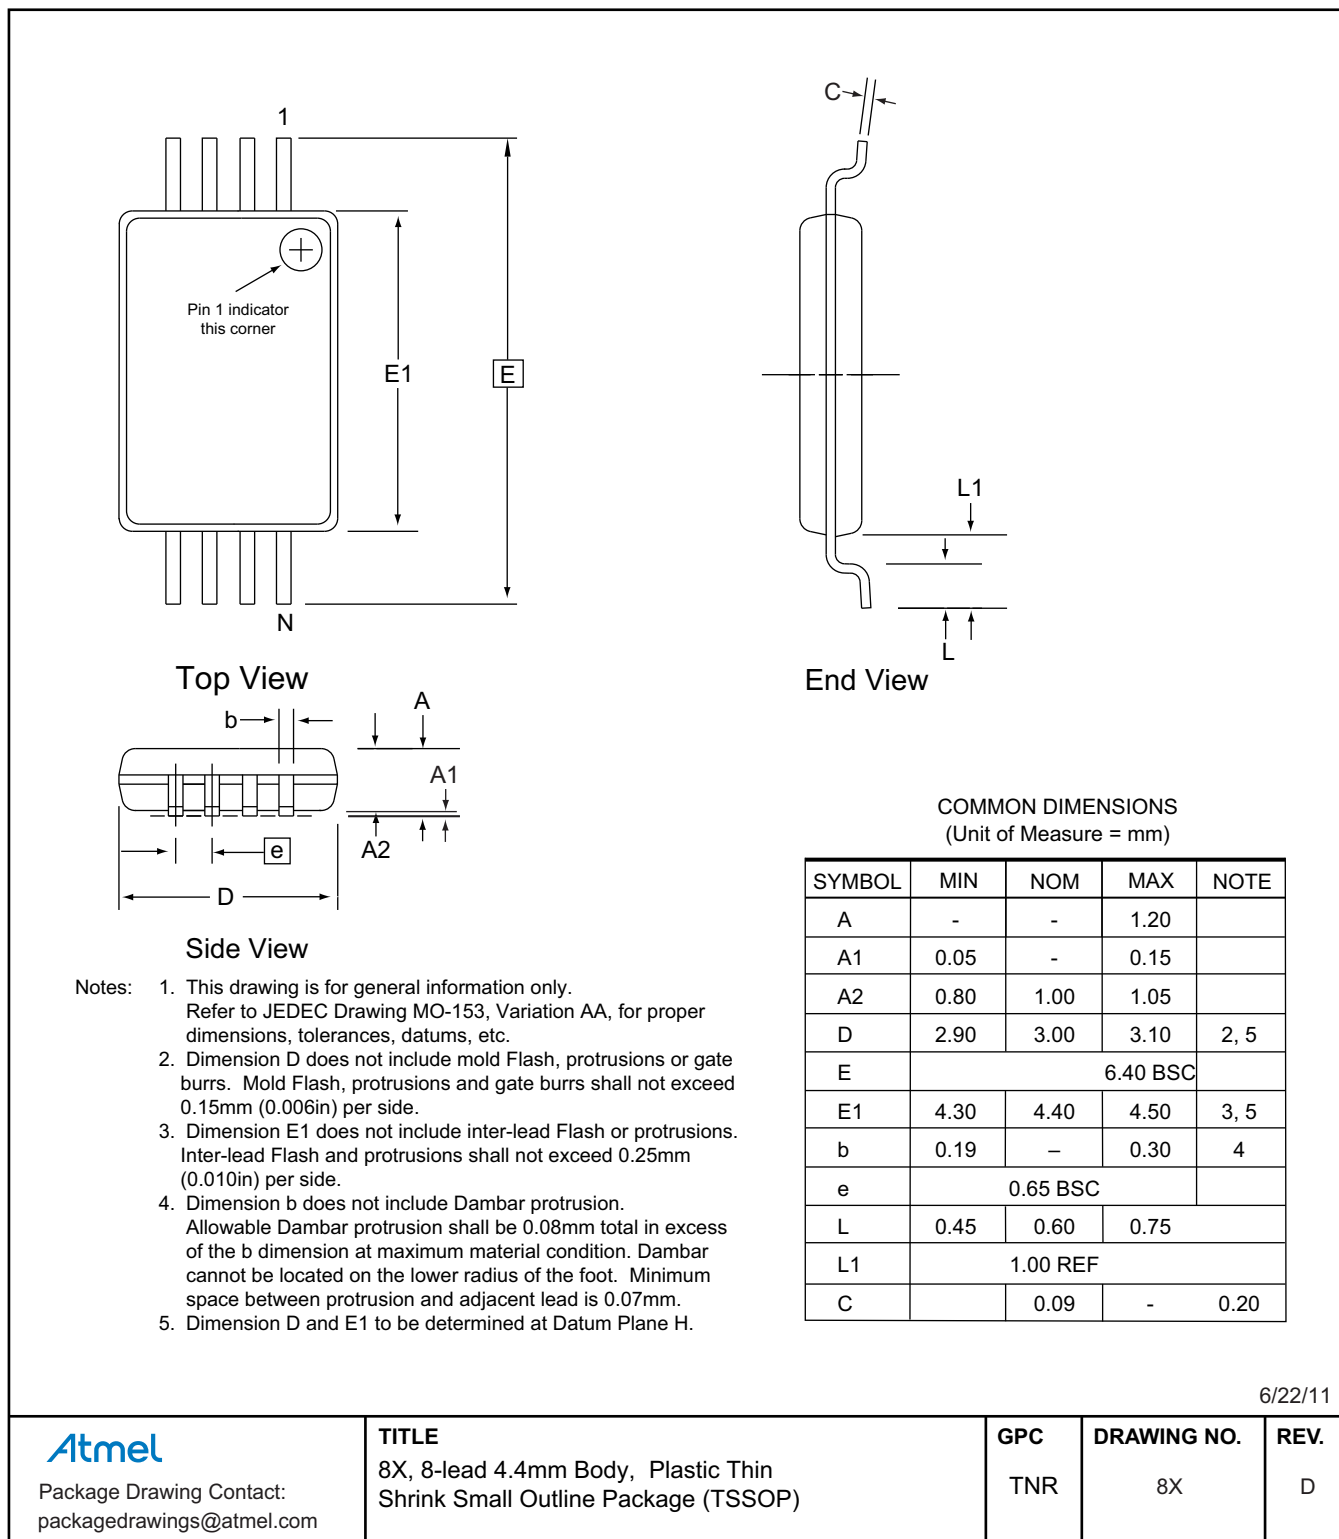 1
Pin 1 indicator
this corner
E1
E
N
Top View
C
L1
L
End View
b
A
A1
A2
e
D
Side View
COMMON DIMENSIONS
(Unit of Measure = mm)
SYMBOL MIN NOM MAX NOTE
A - - 1.20
A1 0.05 - 0.15
A2 0.80 1.00 1.05
D 2.90 3.00 3.10 2, 5
E 6.40 BSC
E1 4.30 4.40 4.50 3, 5
b 0.19 – 0.30 4
e 0.65 BSC
L 0.45 0.60 0.75
L1 1.00 REF
C 0.09 - 0.20
Notes: 1. This drawing is for general information only.
Refer to JEDEC Drawing MO-153, Variation AA, for proper
dimensions, tolerances, datums, etc.
2. Dimension D does not include mold Flash, protrusions or gate
burrs. Mold Flash, protrusions and gate burrs shall not exceed
0.15mm (0.006in) per side.
3. Dimension E1 does not include inter-lead Flash or protrusions.
Inter-lead Flash and protrusions shall not exceed 0.25mm
(0.010in) per side.
4. Dimension b does not include Dambar protrusion.
Allowable Dambar protrusion shall be 0.08mm total in excess
of the b dimension at maximum material condition. Dambar
cannot be located on the lower radius of the foot. Minimum
space between protrusion and adjacent lead is 0.07mm.
5. Dimension D and E1 to be determined at Datum Plane H.
6/22/11
Atmel
Package Drawing Contact:
packagedrawings@atmel.com
TITLE
8X, 8-lead 4.4mm Body, Plastic Thin
Shrink Small Outline Package (TSSOP)
GPC
TNR
DRAWING NO.
8X
REV.
D